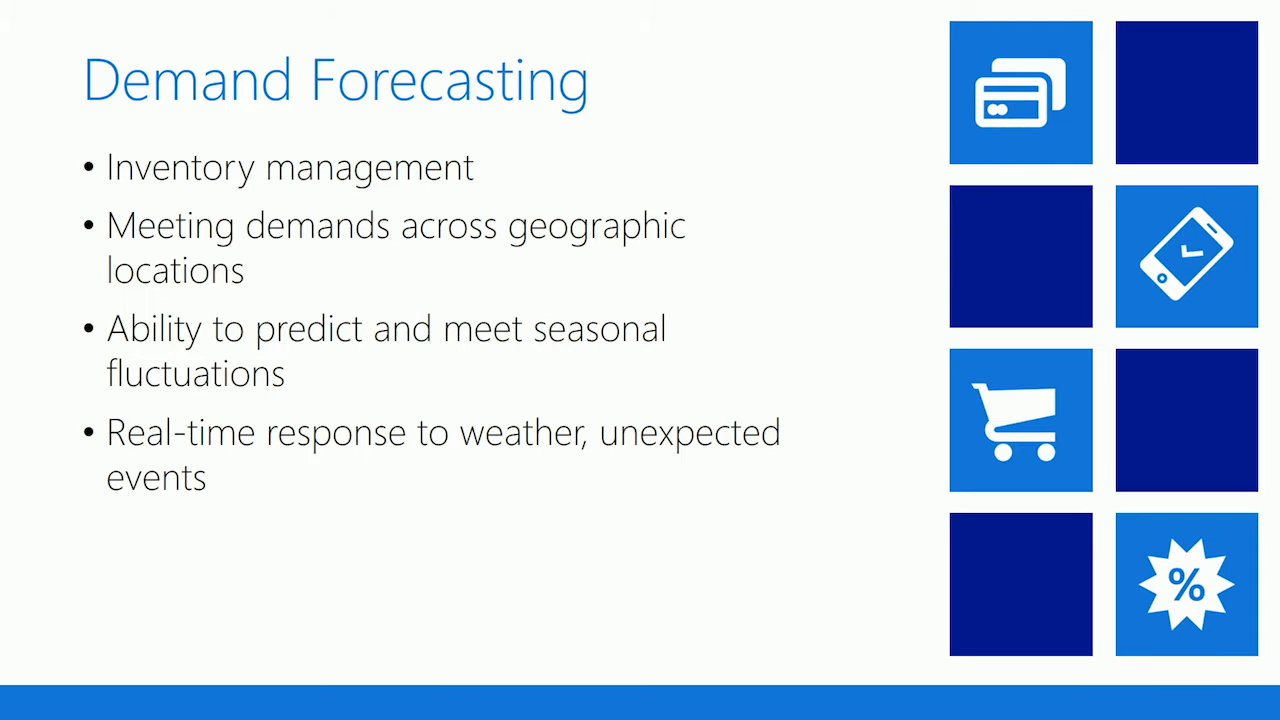 Demand Forecasting
• Inventory management
• Meeting demands across geographic
locations
• Ability to predict and meet seasonal
fluctuations
• Real-time response to weather, unexpected
events
%